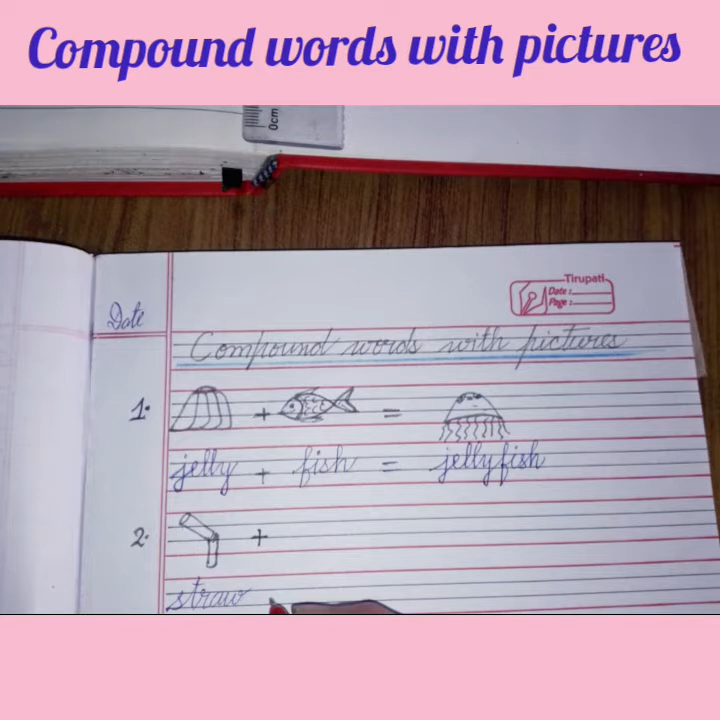 Compound words with pictures
0cm
Tirupati
Date :
Page :
Date
Compound words with pictures
1. + =
jelly + fish = jellyfish
2. +
straw